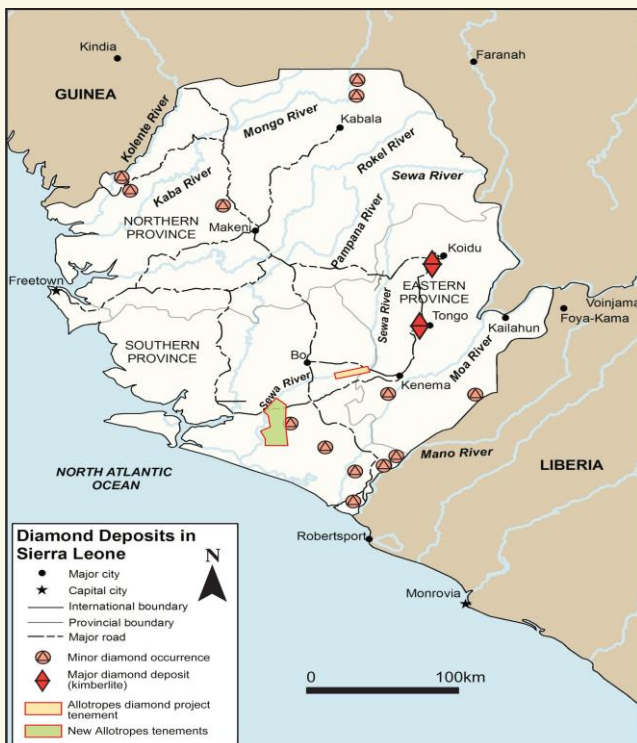 Kindia
Faranah
GUINEA
Kolente River
Mongo River
Kabala
Rokel River
Kaba River
Sewa River
NORTHERN
PROVINCE
Makeni
Pampana River
Koidu
Freetown
EASTERN
PROVINCE
Sewa River
Voinjama
Foya-Kama
Tongo
Kailahun
SOUTHERN
PROVINCE
Bo
Moa River
Sewa River
Kenema
Mano River
NORTH ATLANTIC
OCEAN
LIBERIA
Robertsport
Monrovia
Diamond Deposits in
Sierra Leone
N
Major city
Capital city
International boundary
Provincial boundary
Major road
Minor diamond occurrence
Major diamond deposit
(kimberlite)
Allotropes diamond project
tenement
New Allotropes tenements
0 100km